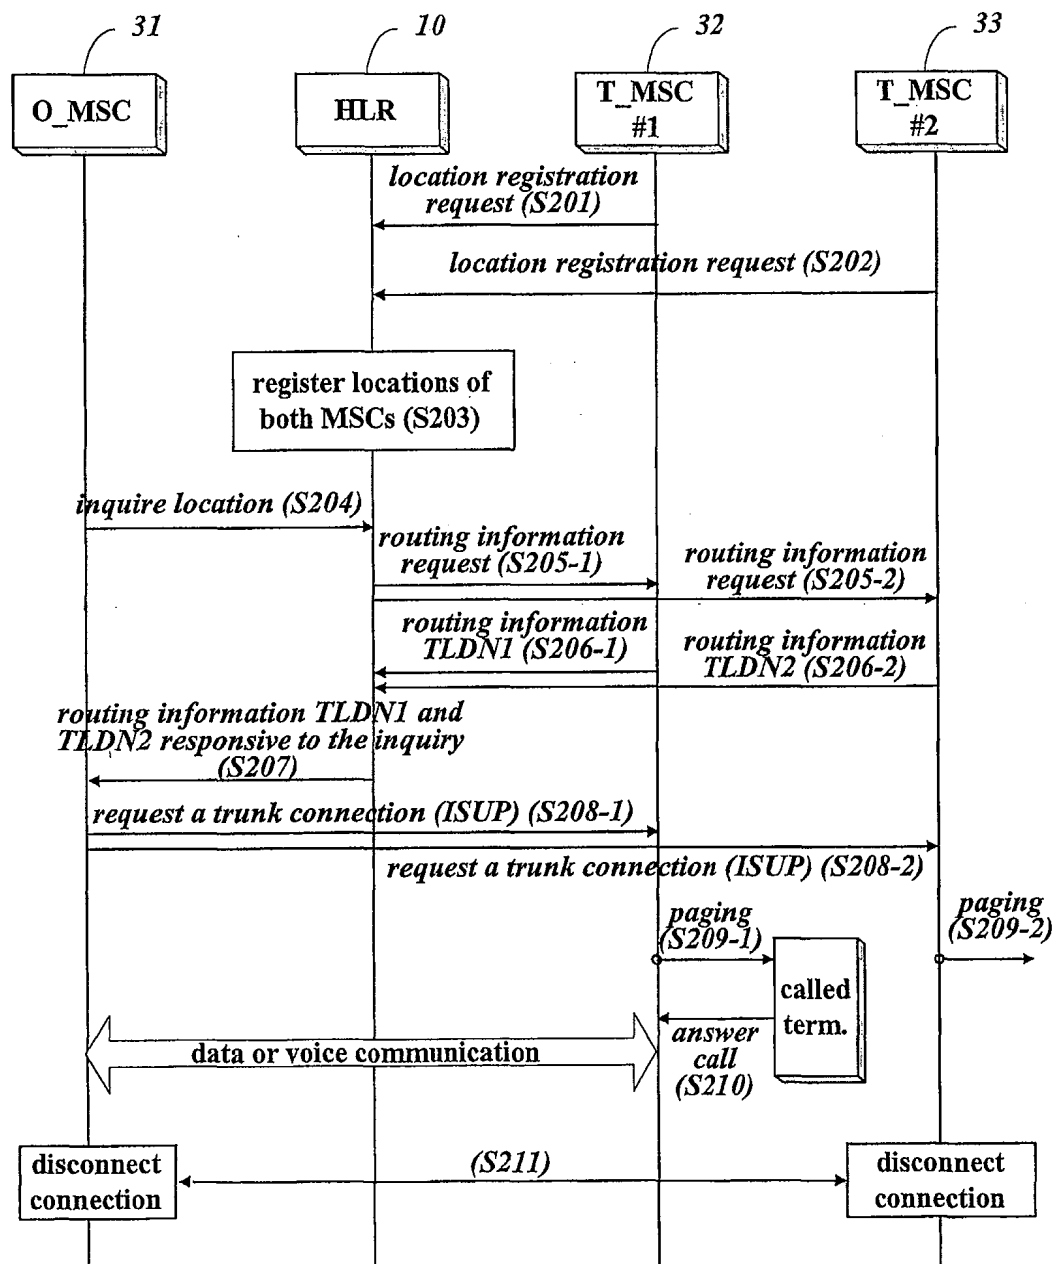 31
10
32
33
O_MSC
HLR
T_MSC
#1
T_MSC
#2
location registration
request (S201)
location registration request (S202)
register locations of
both MSCs (S203)
inquire location (S204)
routing information
request (S205-1)
routing information
request (S205-2)
routing information
TLDN1 (S206-1)
routing information
TLDN2 (S206-2)
routing information TLDN1 and
TLDN2 responsive to the inquiry
(S207)
request a trunk connection (ISUP) (S208-1)
request a trunk connection (ISUP) (S208-2)
paging
(S209-1)
paging
(S209-2)
called
term.
answer
call
(S210)
data or voice communication
disconnect
connection
(S211)
disconnect
connection